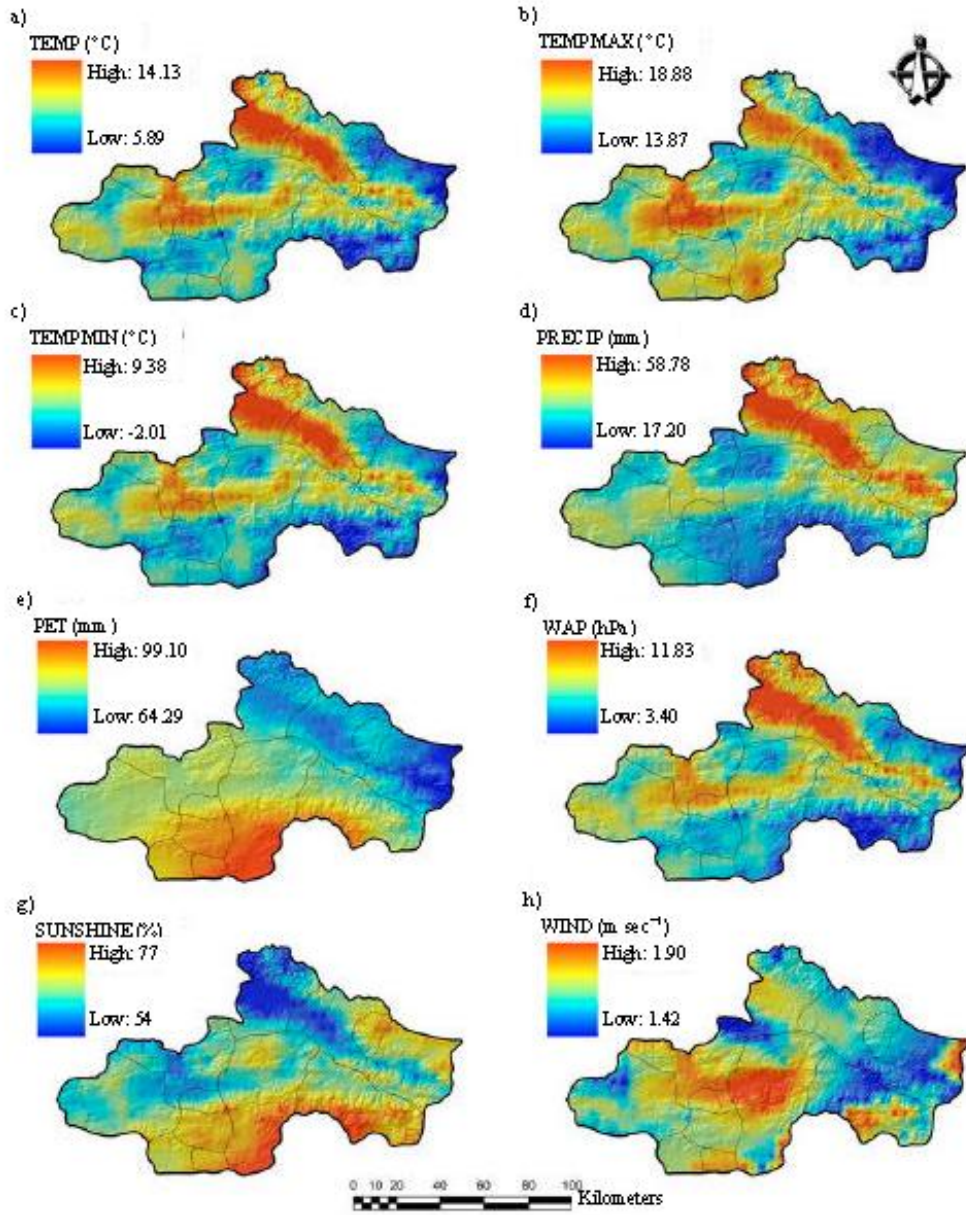 a)
TEMP (°C)
High: 14.13
Low: 5.89
b)
TEMPMAX (°C)
High: 18.88
Low: 13.87
c)
TEMPMIN (°C)
High: 9.38
Low: -2.01
d)
PRECIP (mm)
High: 58.78
Low: 17.20
e)
PET (mm)
High: 99.10
Low: 64.29
f)
WAP (hPa)
High: 11.83
Low: 3.40
g)
SUNSHINE (%)
High: 77
Low: 54
h)
WIND (m sec⁻¹)
High: 1.90
Low: 1.42
0 5 10 20 40 60 80 100
Kilometers